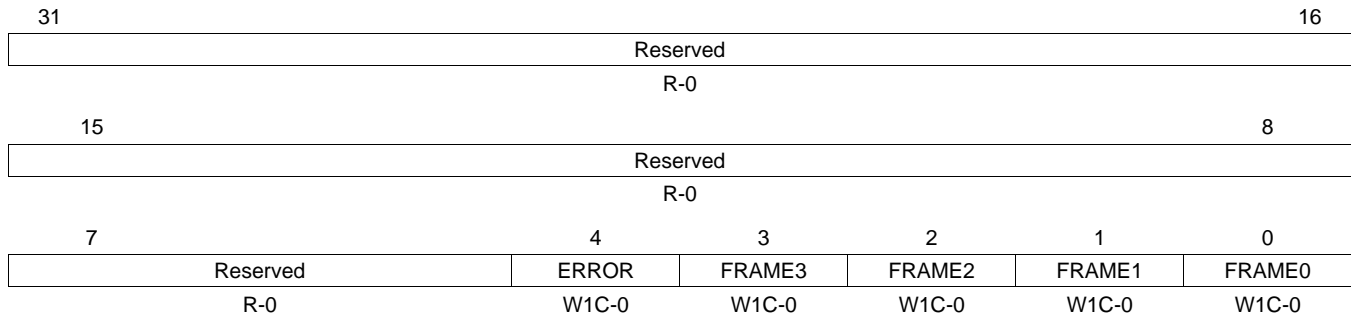 31 16
Reserved
R-0
15 8
Reserved
R-0
7 4 3 2 1 0
Reserved ERROR FRAME3 FRAME2 FRAME1 FRAME0
R-0 W1C-0 W1C-0 W1C-0 W1C-0 W1C-0